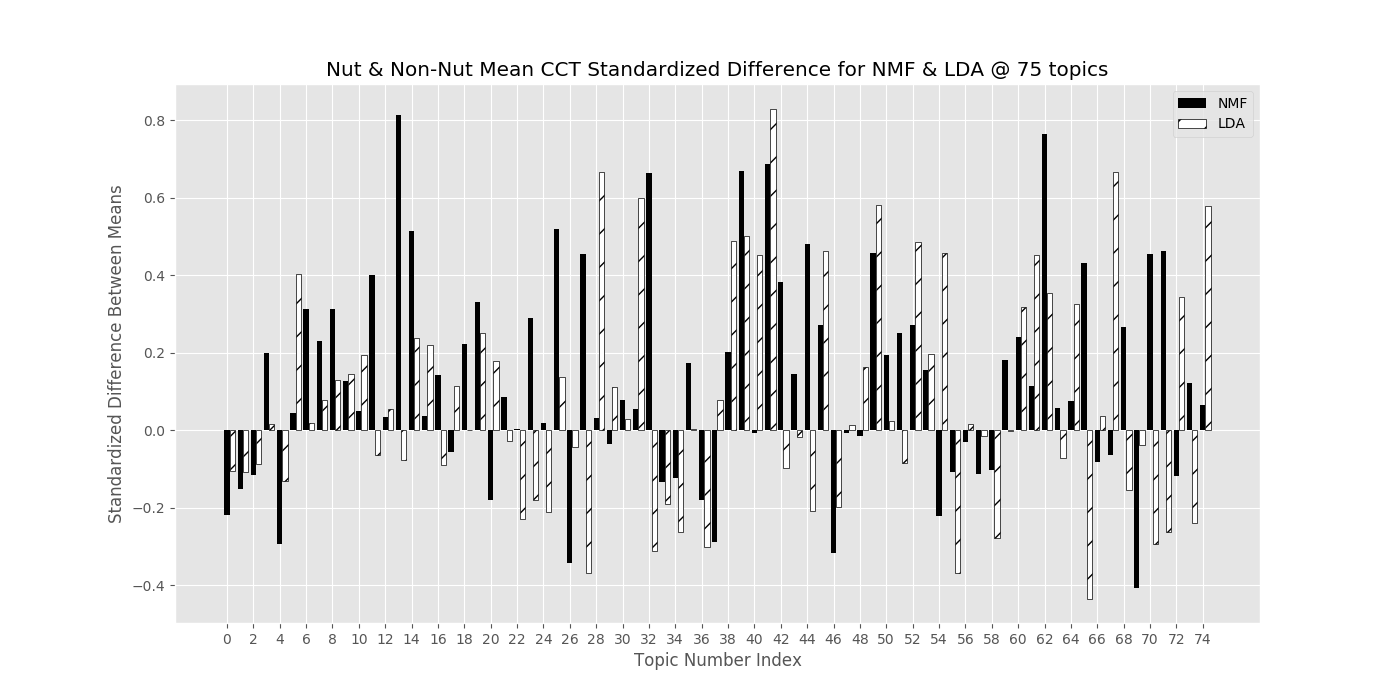 Nut & Non-Nut Mean CCT Standardized Difference for NMF & LDA @ 75 topics
NMF
LDA
0.8
0.6
0.4
0.2
0.0
−0.2
−0.4
Standardized Difference Between Means
0 2 4 6 8 10 12 14 16 18 20 22 24 26 28 30 32 34 36 38 40 42 44 46 48 50 52 54 56 58 60 62 64 66 68 70 72 74
Topic Number Index